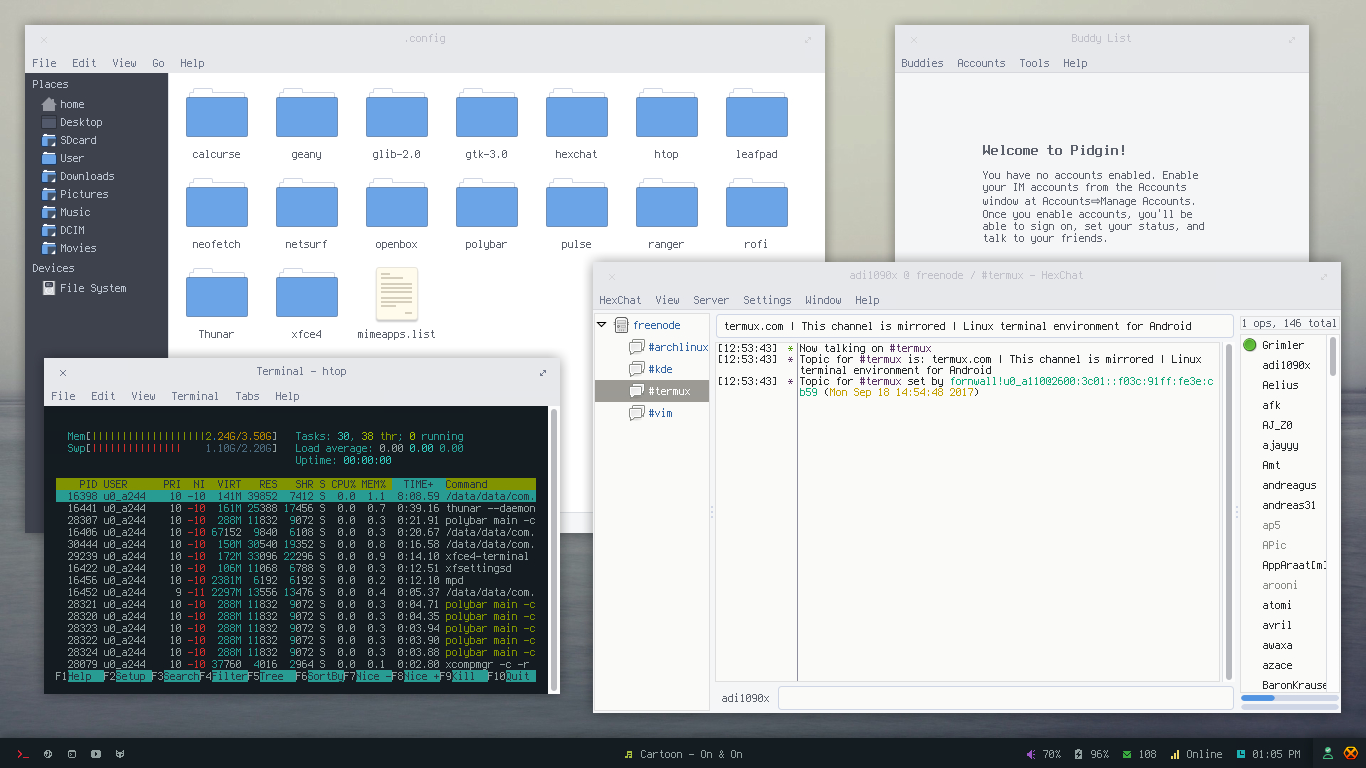 .config
File Edit View Go Help
Places
home
Desktop
SDcard
User
Downloads
Pictures
Music
DCIM
Movies
Devices
File System
calcurse geany glib-2.0 gtk-3.0 hexchat htop leafpad
neofetch netsurf openbox polybar pulse ranger rofi
Thunar xfce4 mimeapps.list
Buddy List
Buddies Accounts Tools Help
Welcome to Pidgin!
You have no accounts enabled. Enable
your IM accounts from the Accounts
window at Accounts⇨Manage Accounts.
Once you enable accounts, you'll be
able to sign on, set your status, and
talk to your friends.
Terminal - htop
File Edit View Terminal Tabs Help
Mem[|||||||||||||||||||2.24G/3.50G] Tasks: 30, 38 thr; 0 running
Swp[||||||||||||||| 1.10G/2.20G] Load average: 0.00 0.00 0.00
Uptime: 00:00:00
PID USER PRI NI VIRT RES SHR S CPU% MEM% TIME+ Command
16398 u0_a244 10 -10 141M 39852 7412 S 0.0 1.1 8:08.59 /data/data/com.
16441 u0_a244 10 -10 161M 25388 17456 S 0.0 0.7 0:39.16 thunar --daemon
28307 u0_a244 10 -10 288M 11832 9072 S 0.0 0.3 0:21.91 polybar main -c
16406 u0_a244 10 -10 67152 9840 6108 S 0.0 0.3 0:20.67 /data/data/com.
30444 u0_a244 10 -10 150M 30540 19352 S 0.0 0.8 0:16.58 /data/data/com.
29239 u0_a244 10 -10 172M 33096 22296 S 0.0 0.9 0:14.10 xfce4-terminal
16422 u0_a244 10 -10 106M 11068 6788 S 0.0 0.3 0:12.51 xfsettingsd
16456 u0_a244 10 -10 2381M 6192 6192 S 0.0 0.2 0:12.10 mpd
16452 u0_a244 9 -11 2297M 13556 13476 S 0.0 0.4 0:05.37 /data/data/com.
28321 u0_a244 10 -10 288M 11832 9072 S 0.0 0.3 0:04.71 polybar main -c
28320 u0_a244 10 -10 288M 11832 9072 S 0.0 0.3 0:04.35 polybar main -c
28323 u0_a244 10 -10 288M 11832 9072 S 0.0 0.3 0:03.94 polybar main -c
28322 u0_a244 10 -10 288M 11832 9072 S 0.0 0.3 0:03.90 polybar main -c
28324 u0_a244 10 -10 288M 11832 9072 S 0.0 0.3 0:03.88 polybar main -c
28079 u0_a244 10 -10 37760 4016 2964 S 0.0 0.1 0:02.80 xcompmgr -c -r
F1Help F2Setup F3SearchF4FilterF5Tree F6SortByF7Nice -F8Nice +F9Kill F10Quit
adi1090x @ freenode / #termux - HexChat
HexChat View Server Settings Window Help
freenode
#archlinux
#kde
#termux
#vim
termux.com | This channel is mirrored | Linux terminal environment for Android
[12:53:43] * Now talking on #termux
[12:53:43] * Topic for #termux is: termux.com | This channel is mirrored | Linux
terminal environment for Android
[12:53:43] * Topic for #termux set by fornwall!u0_a11002600:3c01::f03c:91ff:fe3e:c
b59 (Mon Sep 18 14:54:48 2017)
adi1090x
1 ops, 146 total
Grimler
adi1090x
Aelius
afk
AJ_Z0
ajayyy
Amt
andreagus
andreas31
ap5
APic
AppAraat[m]
arooni
atomi
avril
awaxa
azace
BaronKrause
>_ Cartoon - On & On 70% 96% 108 Online 01:05 PM